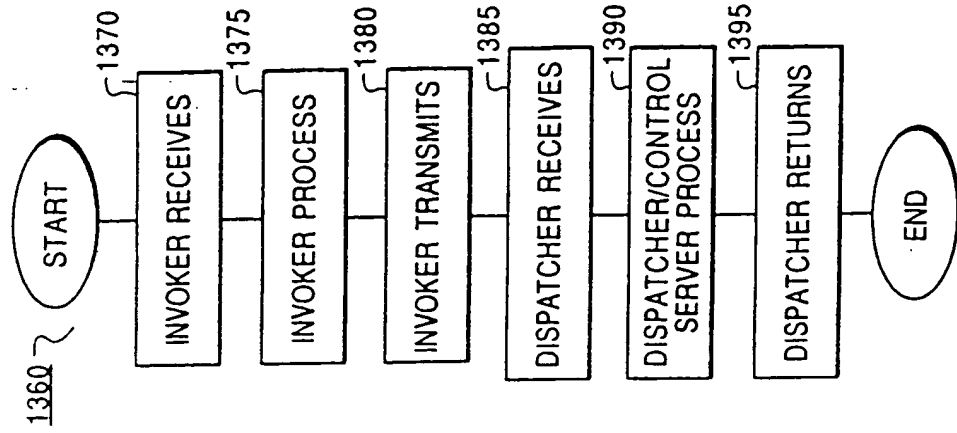 1360
START
1370
INVOKER RECEIVES
1375
INVOKER PROCESS
1380
INVOKER TRANSMITS
1385
DISPATCHER RECEIVES
1390
DISPATCHER/CONTROL
SERVER PROCESS
1395
DISPATCHER RETURNS
END